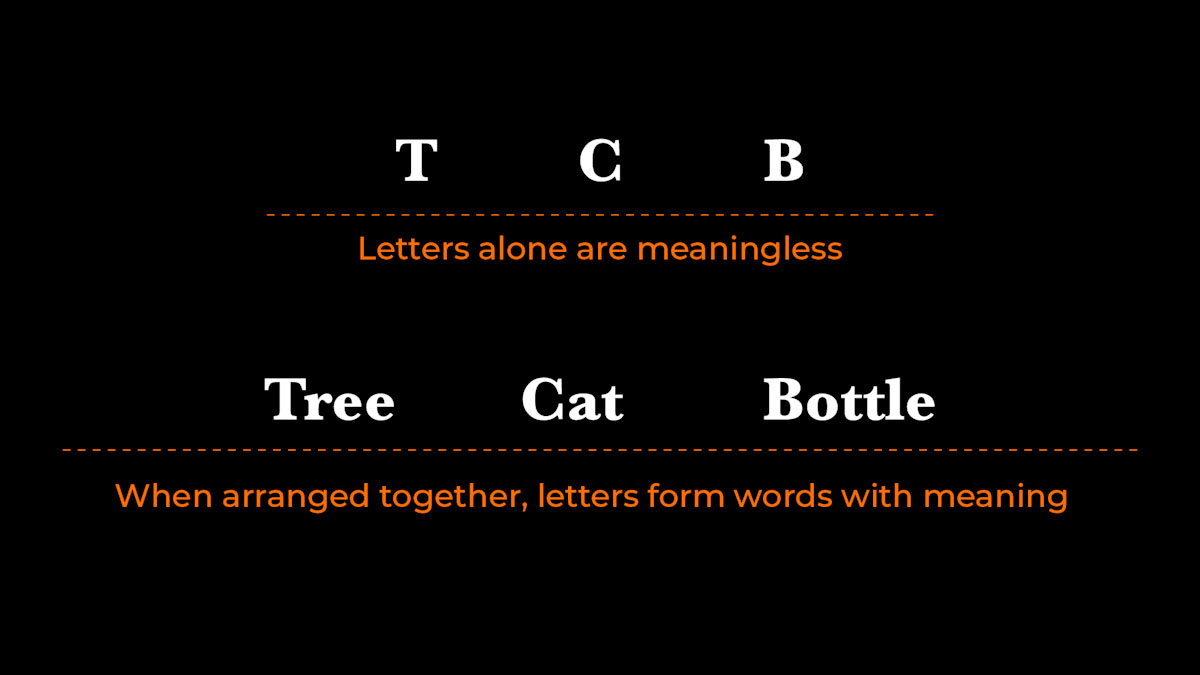 T C B
Letters alone are meaningless
Tree Cat Bottle
When arranged together, letters form words with meaning